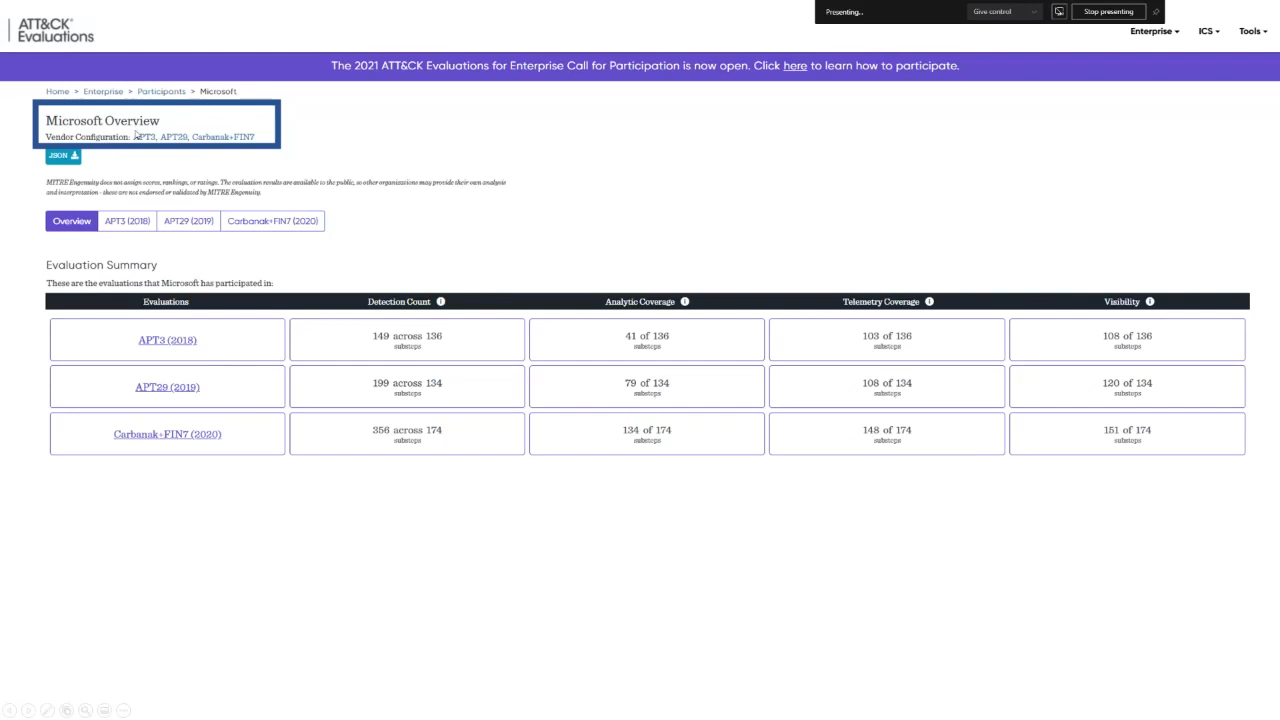 Presenting...
Give control
Stop presenting
ATT&CK®
Evaluations
Enterprise
ICS
Tools
The 2021 ATT&CK Evaluations for Enterprise Call for Participation is now open. Click here to learn how to participate.
Home > Enterprise > Participants > Microsoft
Microsoft Overview
Vendor Configuration: APT3, APT29, Carbanak+FIN7
JSON
MITRE Engenuity does not assign scores, rankings, or ratings. The evaluation results are available to the public, so other organizations may provide their own analysis
and interpretation - these are not endorsed or validated by MITRE Engenuity.
Overview APT3 (2018) APT29 (2019) Carbanak+FIN7 (2020)
Evaluation Summary
These are the evaluations that Microsoft has participated in:
Evaluations Detection Count Analytic Coverage Telemetry Coverage Visibility
APT3 (2018) 149 across 136 41 of 136 103 of 136 108 of 136
substeps substeps substeps substeps
APT29 (2019) 199 across 134 79 of 134 108 of 134 120 of 134
substeps substeps substeps substeps
Carbanak+FIN7 (2020) 356 across 174 134 of 174 148 of 174 151 of 174
substeps substeps substeps substeps